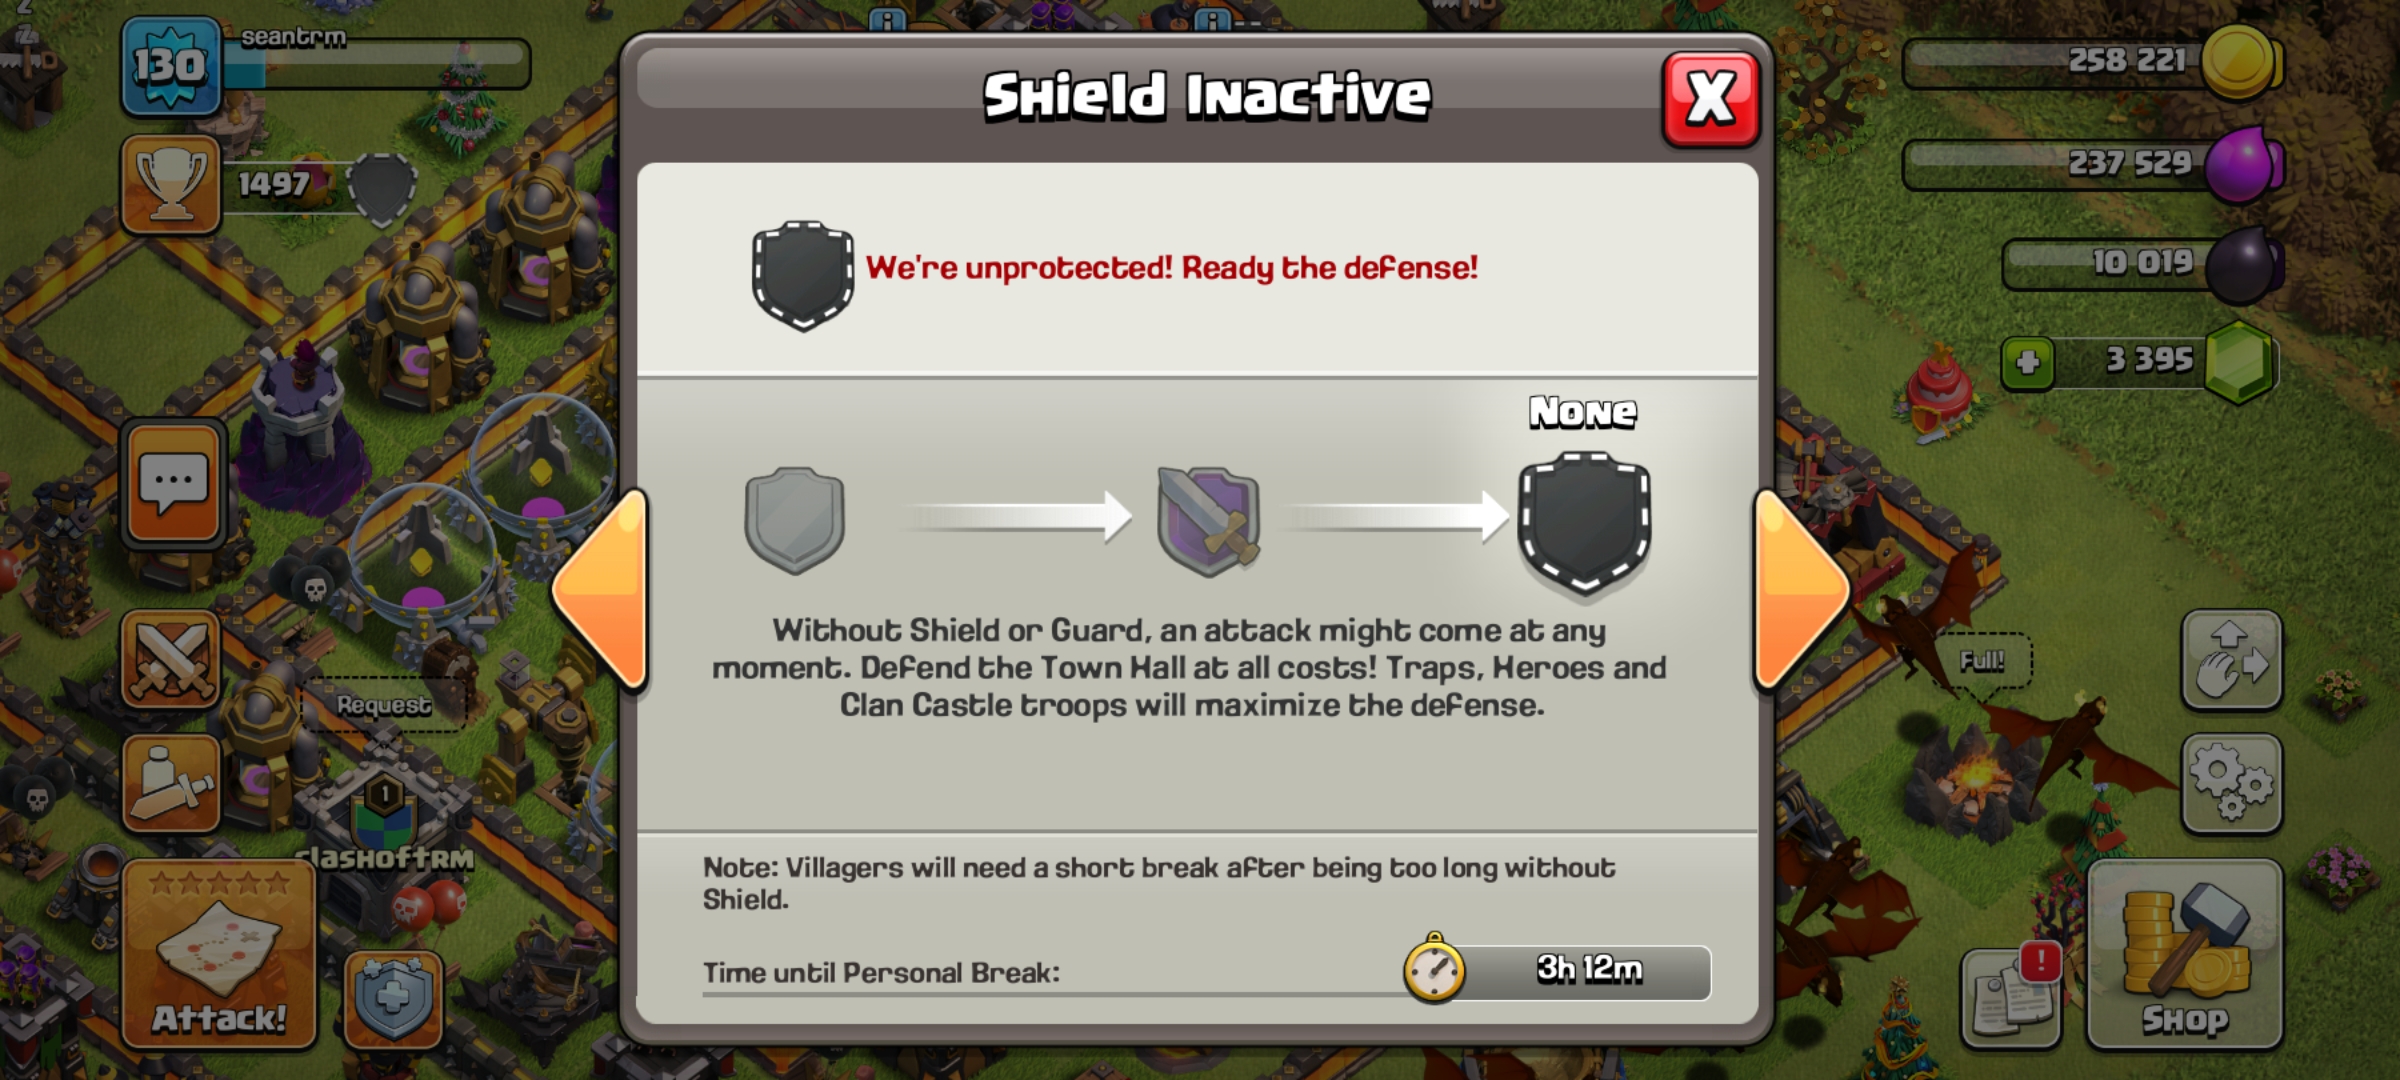 130
seantrm
1497
Request
1
clashoftrm
Attack!
Shield Inactive
X
We're unprotected! Ready the defense!
None
Without Shield or Guard, an attack might come at any
moment. Defend the Town Hall at all costs! Traps, Heroes and
Clan Castle troops will maximize the defense.
Note: Villagers will need a short break after being too long without
Shield.
Time until Personal Break:
3h 12m
258 221
237 529
10 019
3 395
Full!
!
Shop